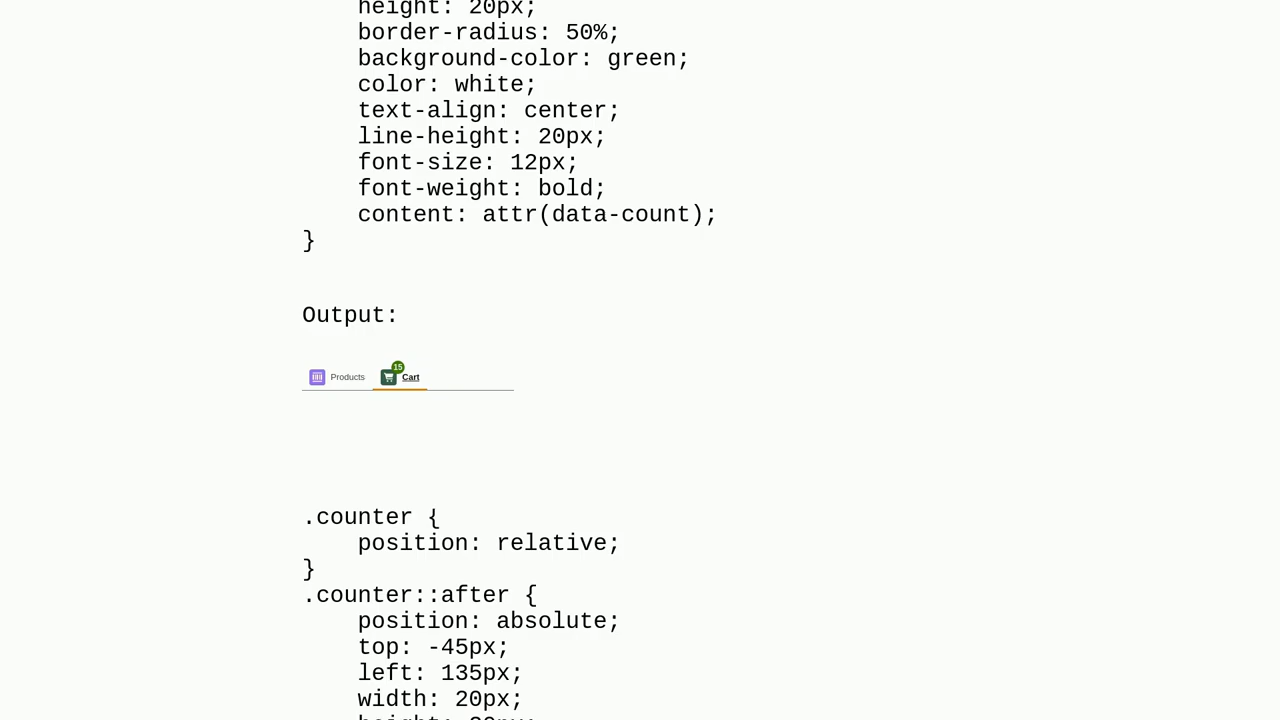 height: 20px;
border-radius: 50%;
background-color: green;
color: white;
text-align: center;
line-height: 20px;
font-size: 12px;
font-weight: bold;
content: attr(data-count);
}
Output:
Products 15 Cart
.counter {
position: relative;
}
.counter::after {
position: absolute;
top: -45px;
left: 135px;
width: 20px;